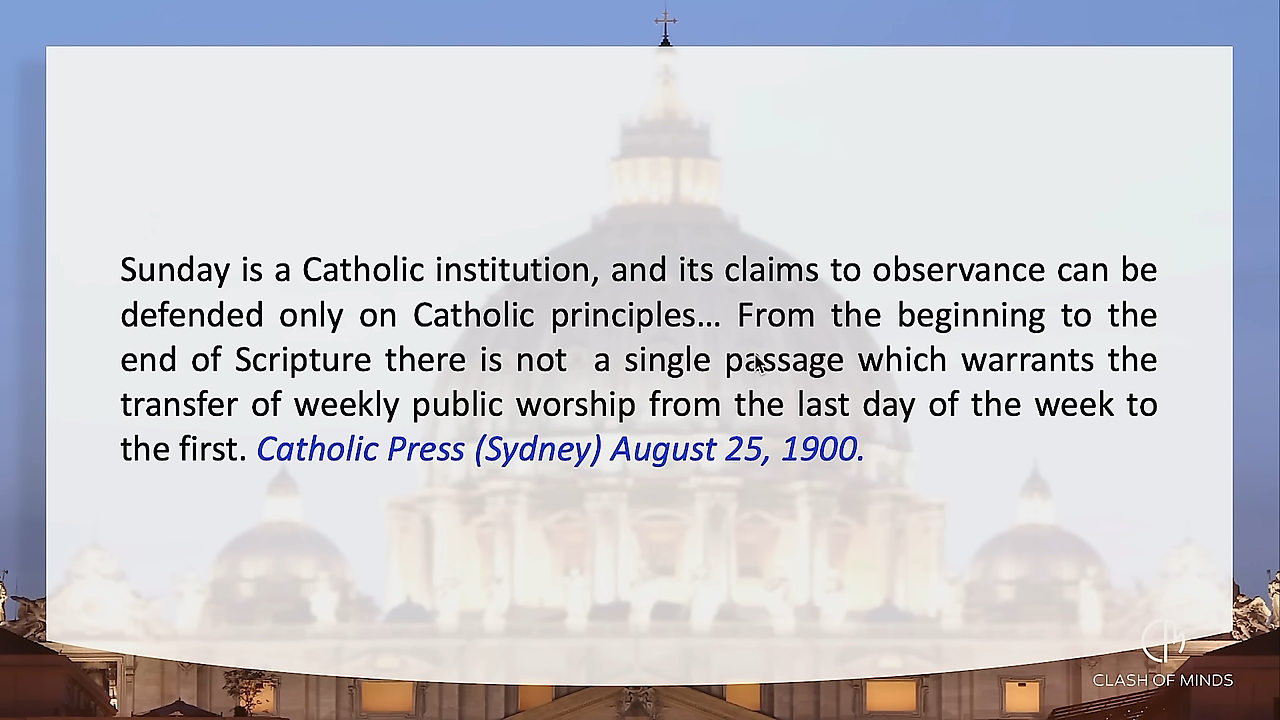 Sunday is a Catholic institution, and its claims to observance can be
defended only on Catholic principles... From the beginning to the
end of Scripture there is not  a single passage which warrants the
transfer of weekly public worship from the last day of the week to
the first. Catholic Press (Sydney) August 25, 1900.
CLASH OF MINDS